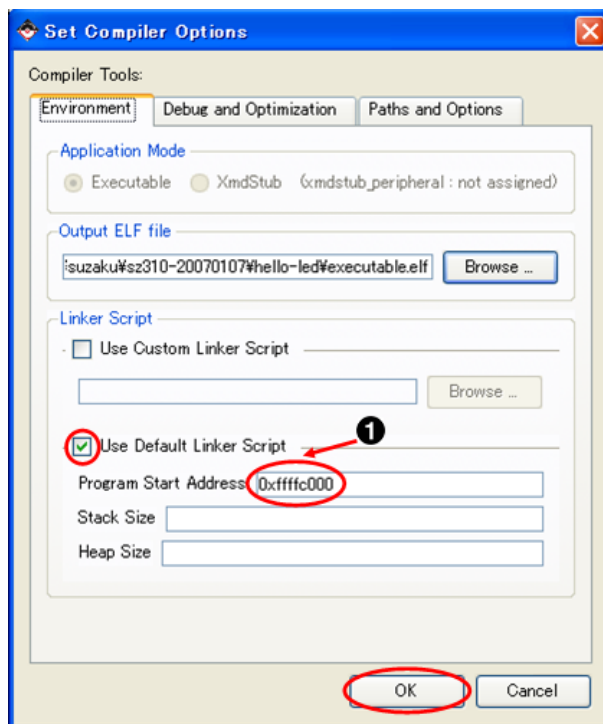 Set Compiler Options
Compiler Tools:
Environment Debug and Optimization Paths and Options
Application Mode
Executable XmdStub (xmdstub_peripheral : not assigned)
Output ELF file
suzaku¥sz310-20070107¥hello-led¥executable.elf Browse ...
Linker Script
Use Custom Linker Script
Browse ...
❶
Use Default Linker Script
Program Start Address 0xffffc000
Stack Size
Heap Size
OK Cancel